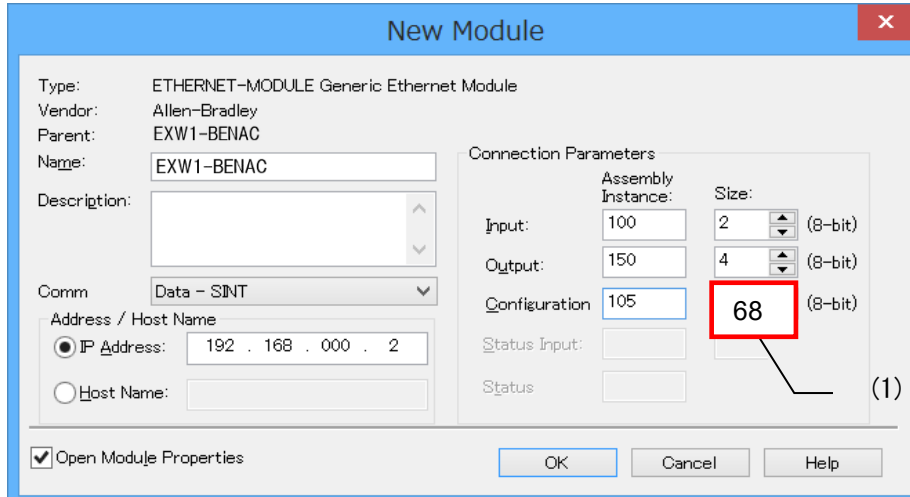 New Module
×
Type: ETHERNET-MODULE Generic Ethernet Module
Vendor: Allen-Bradley
Parent: EXW1-BENAC
Name: EXW1-BENAC
Description:
Comm Data - SINT
Address / Host Name
IP Address: 192 . 168 . 000 . 2
Host Name:
Connection Parameters
Assembly
Instance: Size:
Input: 100 2 (8-bit)
Output: 150 4 (8-bit)
Configuration 105 68 (8-bit)
Status Input:
Status
(1)
Open Module Properties
OK Cancel Help